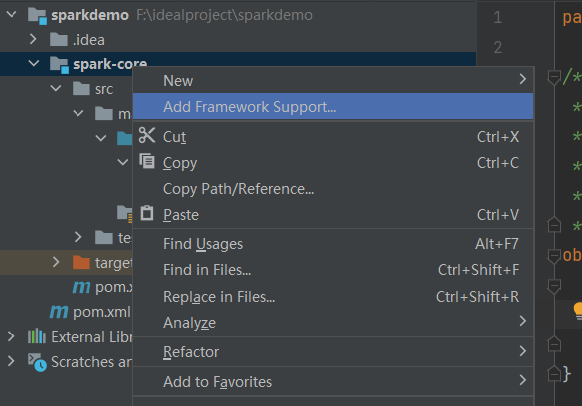 sparkdemo F:\idealproject\sparkdemo
.idea
spark-core
src
ma
te
target
pom.x
pom.xml
External Libr
Scratches an
New
Add Framework Support...
Cut Ctrl+X
Copy Ctrl+C
Copy Path/Reference...
Paste Ctrl+V
Find Usages Alt+F7
Find in Files... Ctrl+Shift+F
Replace in Files... Ctrl+Shift+R
Analyze
Refactor
Add to Favorites
1 pa
2
/*
*
*
*
*
*
ob
}